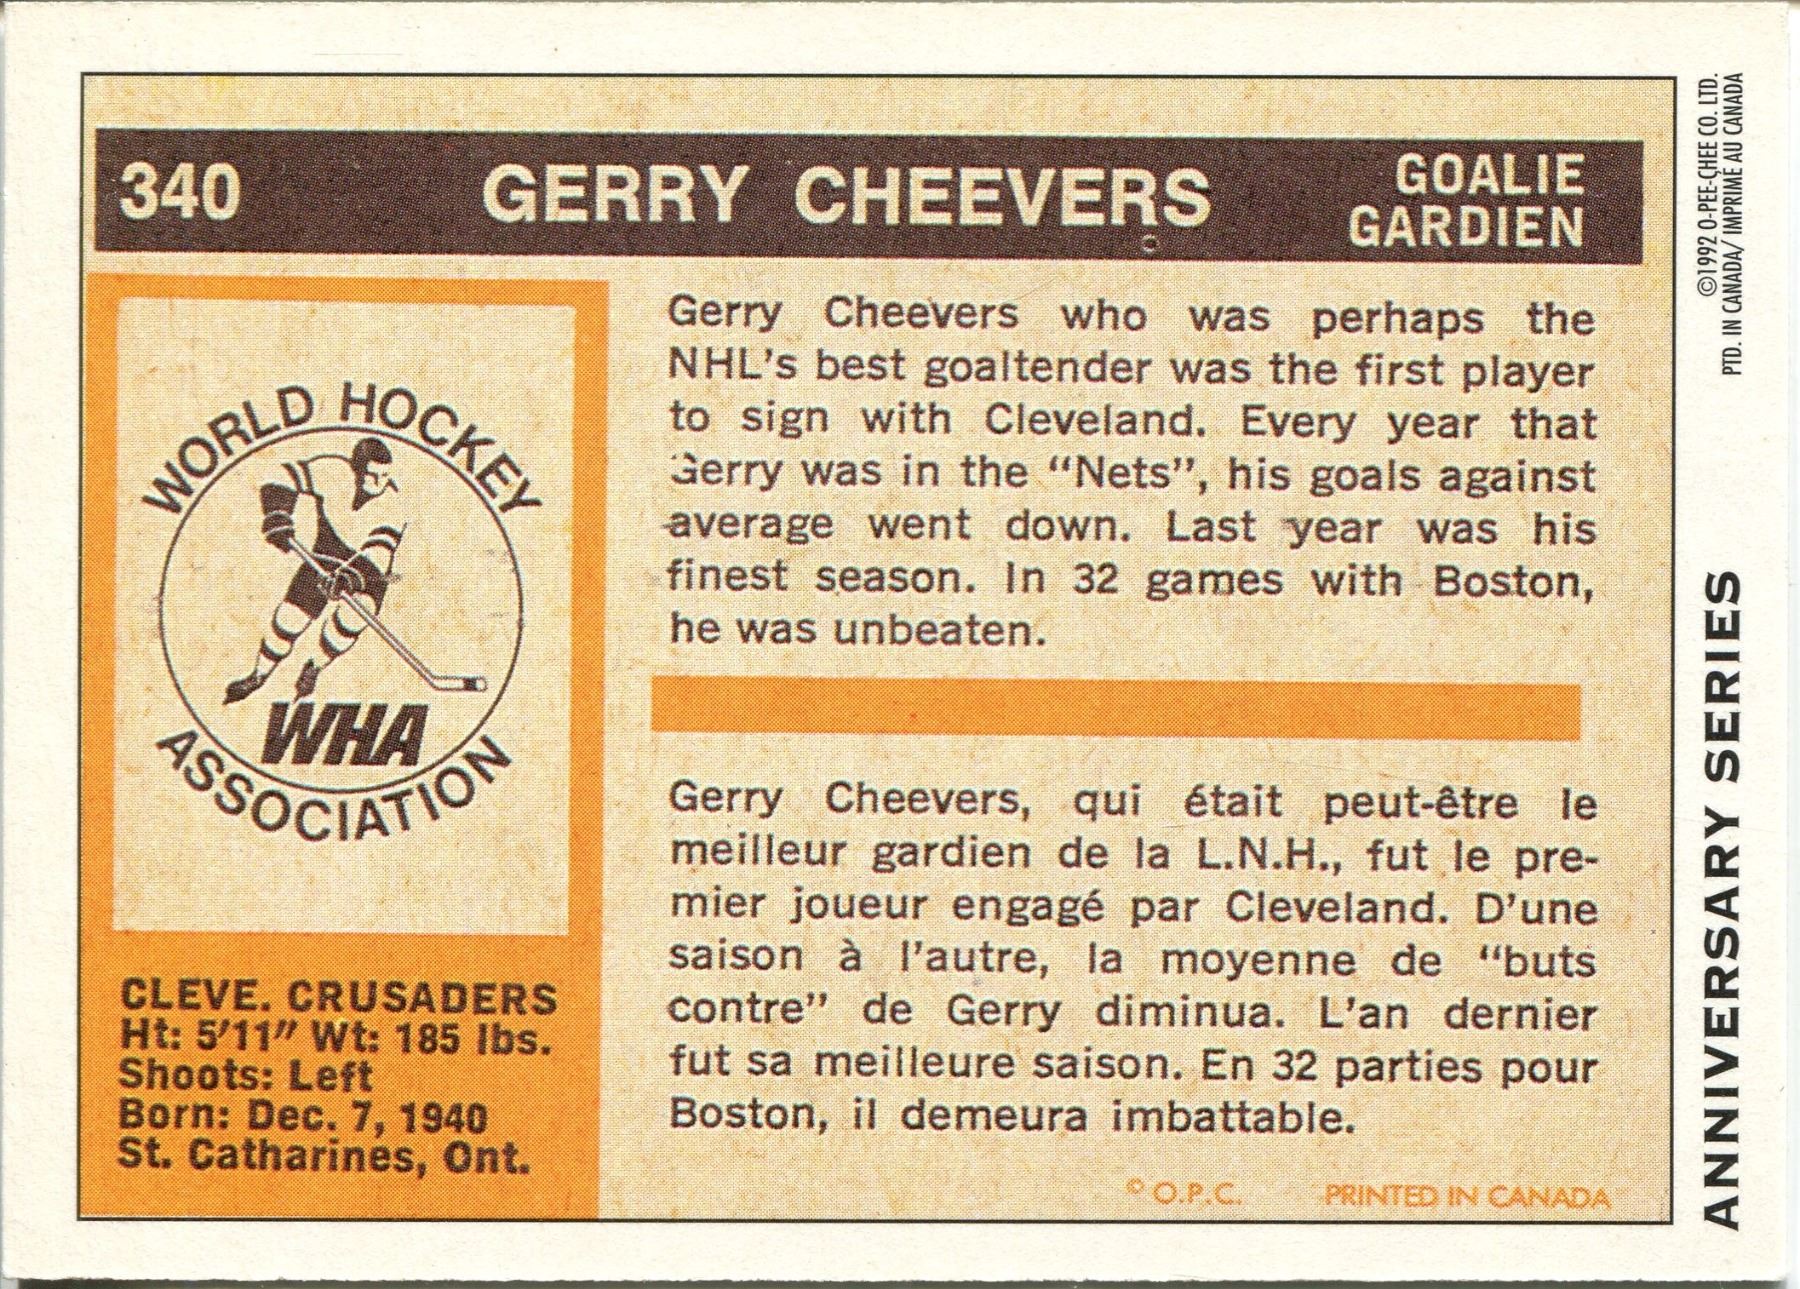 340 GERRY CHEEVERS GOALIE
GARDIEN
WORLD HOCKEY
WHA
ASSOCIATION
CLEVE. CRUSADERS
Ht: 5'11" Wt: 185 lbs.
Shoots: Left
Born: Dec. 7, 1940
St. Catharines, Ont.
Gerry Cheevers who was perhaps the
NHL's best goaltender was the first player
to sign with Cleveland. Every year that
Gerry was in the "Nets", his goals against
average went down. Last year was his
finest season. In 32 games with Boston,
he was unbeaten.
Gerry Cheevers, qui était peut-être le
meilleur gardien de la L.N.H., fut le pre-
mier joueur engagé par Cleveland. D'une
saison à l'autre, la moyenne de "buts
contre" de Gerry diminua. L'an dernier
fut sa meilleure saison. En 32 parties pour
Boston, il demeura imbattable.
© O.P.C. PRINTED IN CANADA
©1992 O-PEE-CHEE CO. LTD.
PTD. IN CANADA/ IMPRIME AU CANADA
ANNIVERSARY SERIES